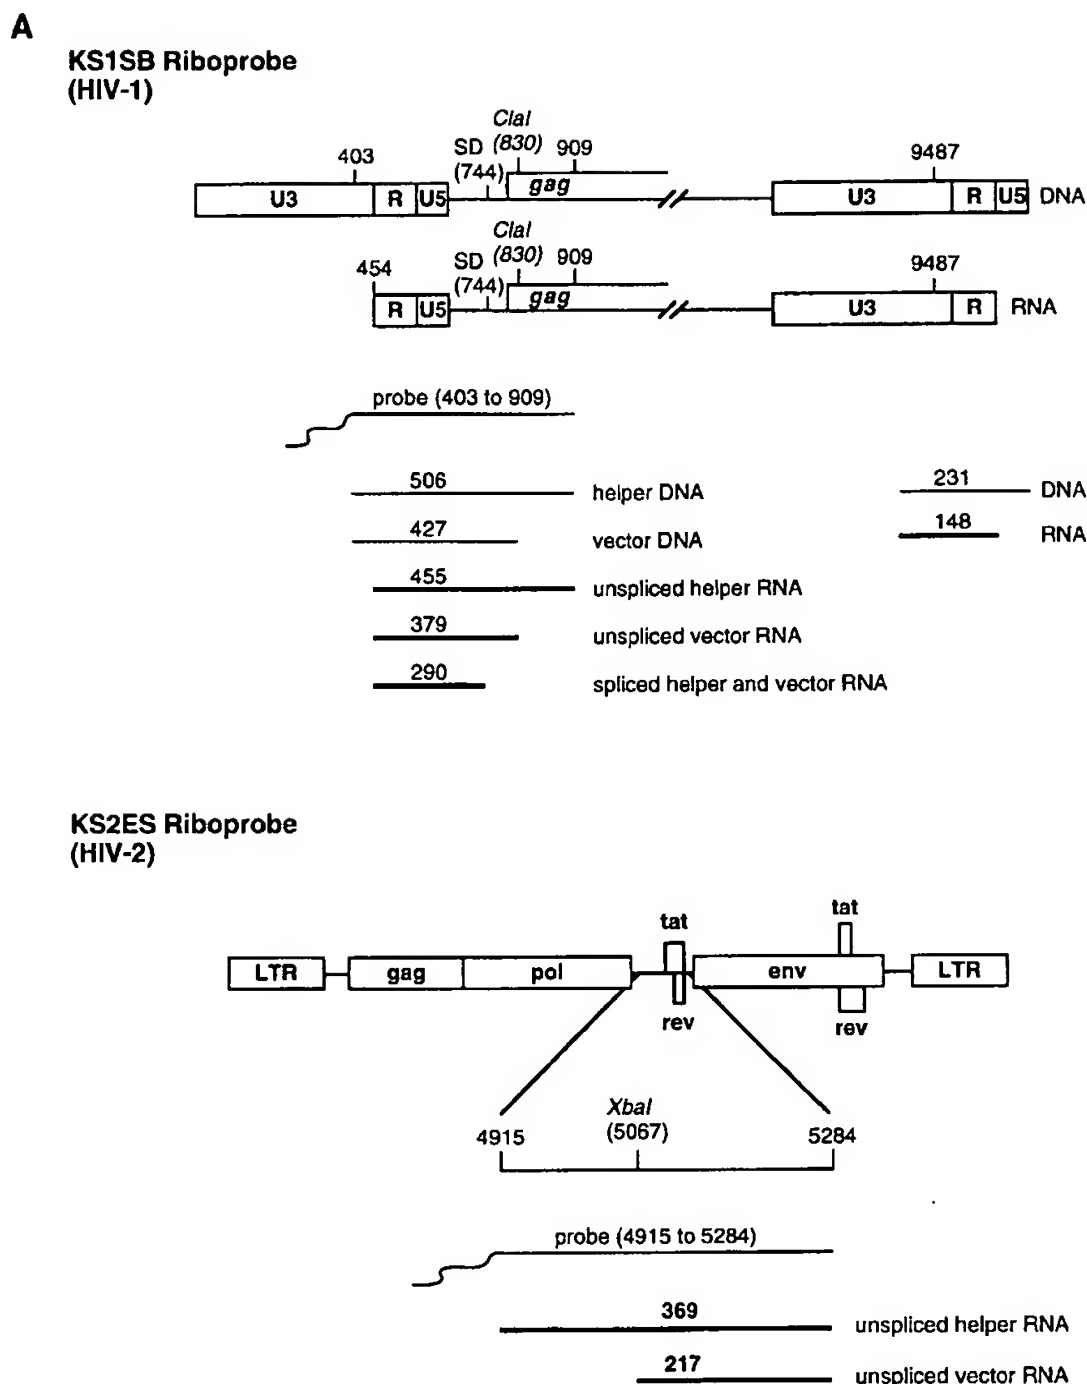 A
KS1SB Riboprobe
(HIV-1)
ClaI
SD (830) 909
403 (744) 9487
U3 R U5 gag U3 R U5 DNA
ClaI
SD (830) 909
454 (744) 9487
R U5 gag U3 R RNA
probe (403 to 909)
506 helper DNA 231 DNA
427 vector DNA 148 RNA
455 unspliced helper RNA
379 unspliced vector RNA
290 spliced helper and vector RNA
KS2ES Riboprobe
(HIV-2)
tat tat
LTR gag pol env LTR
rev rev
XbaI
4915 (5067) 5284
probe (4915 to 5284)
369 unspliced helper RNA
217 unspliced vector RNA